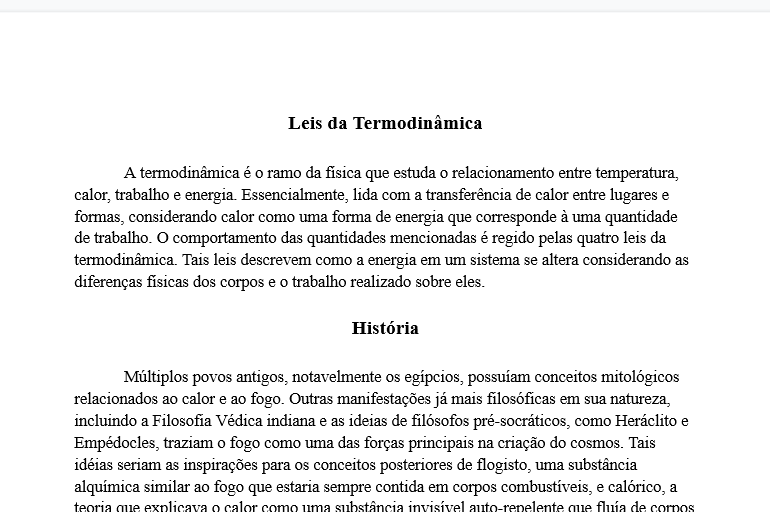 Leis da Termodinâmica
A termodinâmica é o ramo da física que estuda o relacionamento entre temperatura,
calor, trabalho e energia. Essencialmente, lida com a transferência de calor entre lugares e
formas, considerando calor como uma forma de energia que corresponde à uma quantidade
de trabalho. O comportamento das quantidades mencionadas é regido pelas quatro leis da
termodinâmica. Tais leis descrevem como a energia em um sistema se altera considerando as
diferenças físicas dos corpos e o trabalho realizado sobre eles.
História
Múltiplos povos antigos, notavelmente os egípcios, possuíam conceitos mitológicos
relacionados ao calor e ao fogo. Outras manifestações já mais filosóficas em sua natureza,
incluindo a Filosofia Védica indiana e as ideias de filósofos pré-socráticos, como Heráclito e
Empédocles, traziam o fogo como uma das forças principais na criação do cosmos. Tais
idéias seriam as inspirações para os conceitos posteriores de flogisto, uma substância
alquímica similar ao fogo que estaria sempre contida em corpos combustíveis, e calórico, a
teoria que explicava o calor como uma substância invisível auto-repelente que fluía de corpos